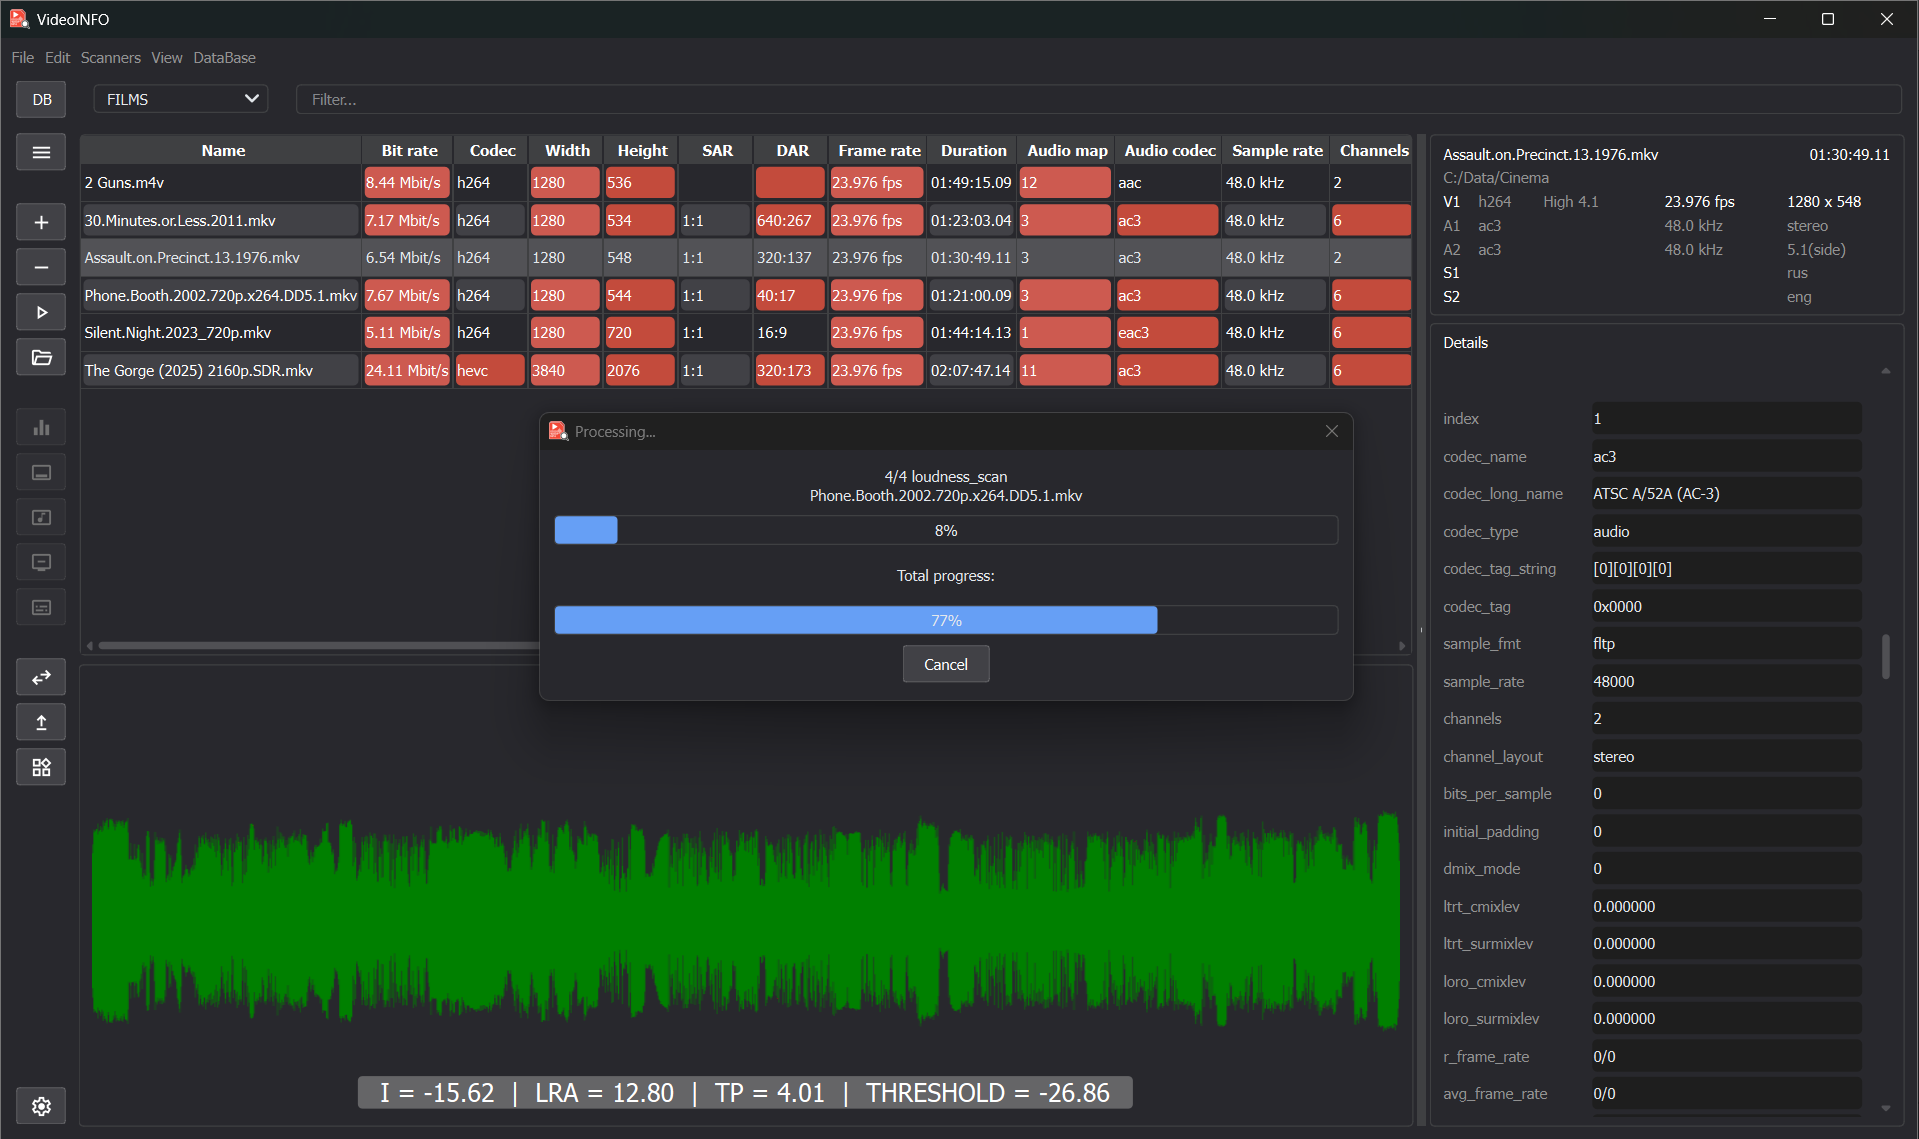 VideoINFO
File Edit Scanners View DataBase
DB FILMS Filter...
Name Bit rate Codec Width Height SAR DAR Frame rate Duration Audio map Audio codec Sample rate Channels
2 Guns.m4v 8.44 Mbit/s h264 1280 536 23.976 fps 01:49:15.09 12 aac 48.0 kHz 2
30.Minutes.or.Less.2011.mkv 7.17 Mbit/s h264 1280 534 1:1 640:267 23.976 fps 01:23:03.04 3 ac3 48.0 kHz 6
Assault.on.Precinct.13.1976.mkv 6.54 Mbit/s h264 1280 548 1:1 320:137 23.976 fps 01:30:49.11 3 ac3 48.0 kHz 2
Phone.Booth.2002.720p.x264.DD5.1.mkv 7.67 Mbit/s h264 1280 544 1:1 40:17 23.976 fps 01:21:00.09 3 ac3 48.0 kHz 6
Silent.Night.2023_720p.mkv 5.11 Mbit/s h264 1280 720 1:1 16:9 23.976 fps 01:44:14.13 1 eac3 48.0 kHz 6
The Gorge (2025) 2160p.SDR.mkv 24.11 Mbit/s hevc 3840 2076 1:1 320:173 23.976 fps 02:07:47.14 11 ac3 48.0 kHz 6
Processing...
4/4 loudness_scan
Phone.Booth.2002.720p.x264.DD5.1.mkv
8%
Total progress:
77%
Cancel
I = -15.62 | LRA = 12.80 | TP = 4.01 | THRESHOLD = -26.86
Assault.on.Precinct.13.1976.mkv 01:30:49.11
C:/Data/Cinema
V1 h264 High 4.1 23.976 fps 1280 x 548
A1 ac3 48.0 kHz stereo
A2 ac3 48.0 kHz 5.1(side)
S1 rus
S2 eng
Details
index 1
codec_name ac3
codec_long_name ATSC A/52A (AC-3)
codec_type audio
codec_tag_string [0][0][0][0]
codec_tag 0x0000
sample_fmt fltp
sample_rate 48000
channels 2
channel_layout stereo
bits_per_sample 0
initial_padding 0
dmix_mode 0
ltrt_cmixlev 0.000000
ltrt_surmixlev 0.000000
loro_cmixlev 0.000000
loro_surmixlev 0.000000
r_frame_rate 0/0
avg_frame_rate 0/0